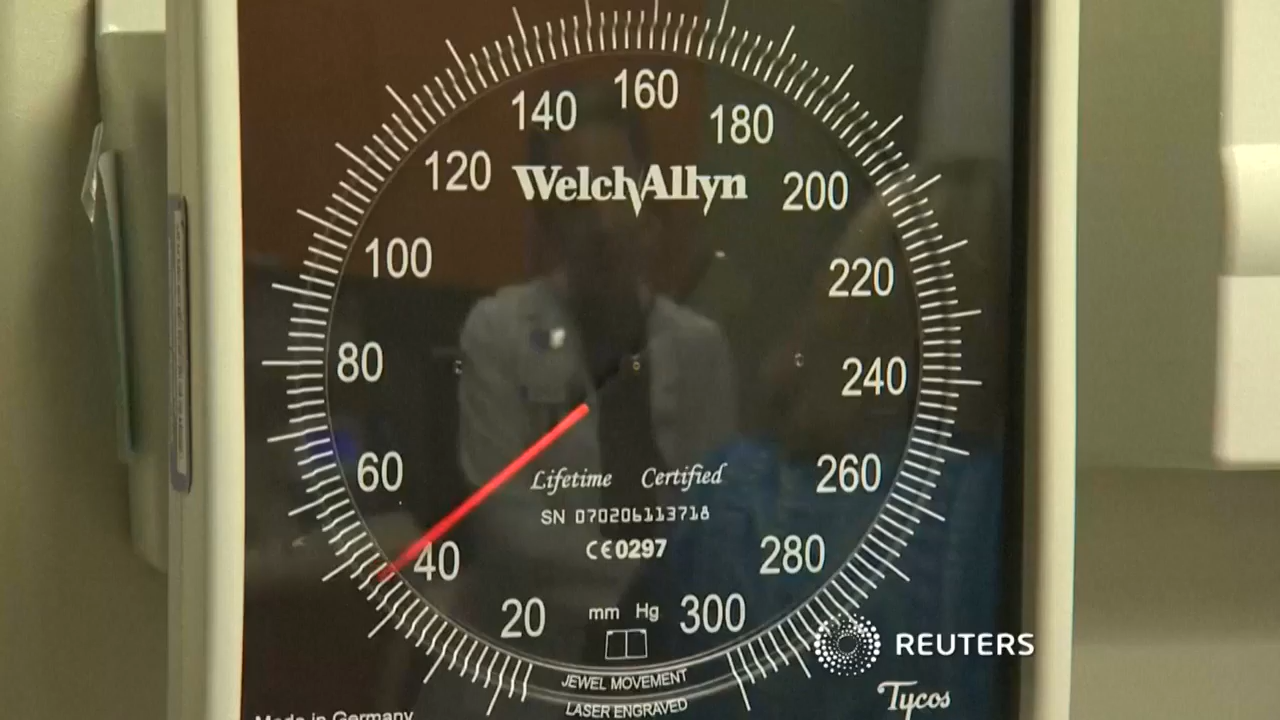 160
140
180
120
WelchAllyn
200
100
220
80
240
60
260
Lifetime Certified
SN 070206113718
CE0297
40
280
20
mm Hg
300
REUTERS
JEWEL MOVEMENT
LASER ENGRAVED
Tycos
Made in Germany